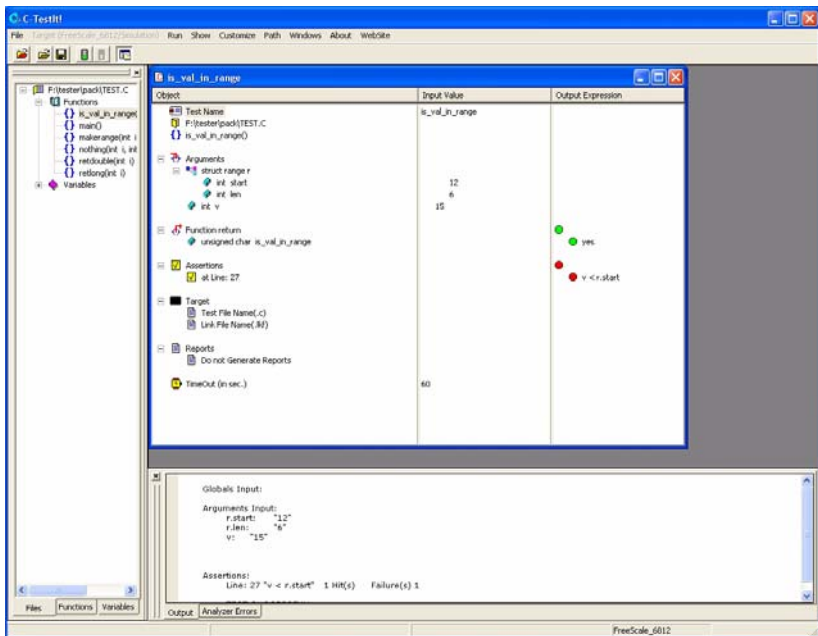 C-TestIt!
File Target (FreeScale_6012/Simulation) Run Show Customize Path Windows About WebSite
F:\tester\pack\TEST.C
Functions
is_val_in_range(
main()
makerange(int i
nothing(int i, int
retdouble(int i)
retlong(int i)
Variables
is_val_in_range
Object Input Value Output Expression
Test Name is_val_in_range
F:\tester\pack\TEST.C
is_val_in_range()
Arguments
struct range r
int start 12
int len 6
int v 15
Function return
unsigned char is_val_in_range yes
Assertions
at Line: 27 v < r.start
Target
Test File Name(.c)
Link File Name(.lkf)
Reports
Do not Generate Reports
TimeOut (in sec.) 60
Globals Input:
Arguments Input:
r.start: "12"
r.len: "6"
v: "15"
Assertions:
Line: 27 "v < r.start" 1 Hit(s) Failure(s) 1
Files Functions Variables
Output Analyzer Errors
FreeScale_6012